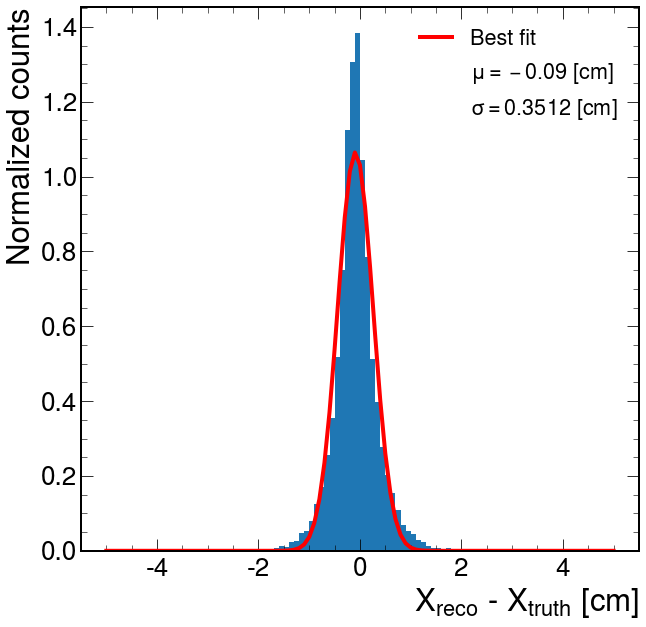 Normalized counts
1.4
1.2
1.0
0.8
0.6
0.4
0.2
0.0
-4 -2 0 2 4
X_reco - X_truth [cm]
Best fit
μ = −0.09 [cm]
σ = 0.3512 [cm]